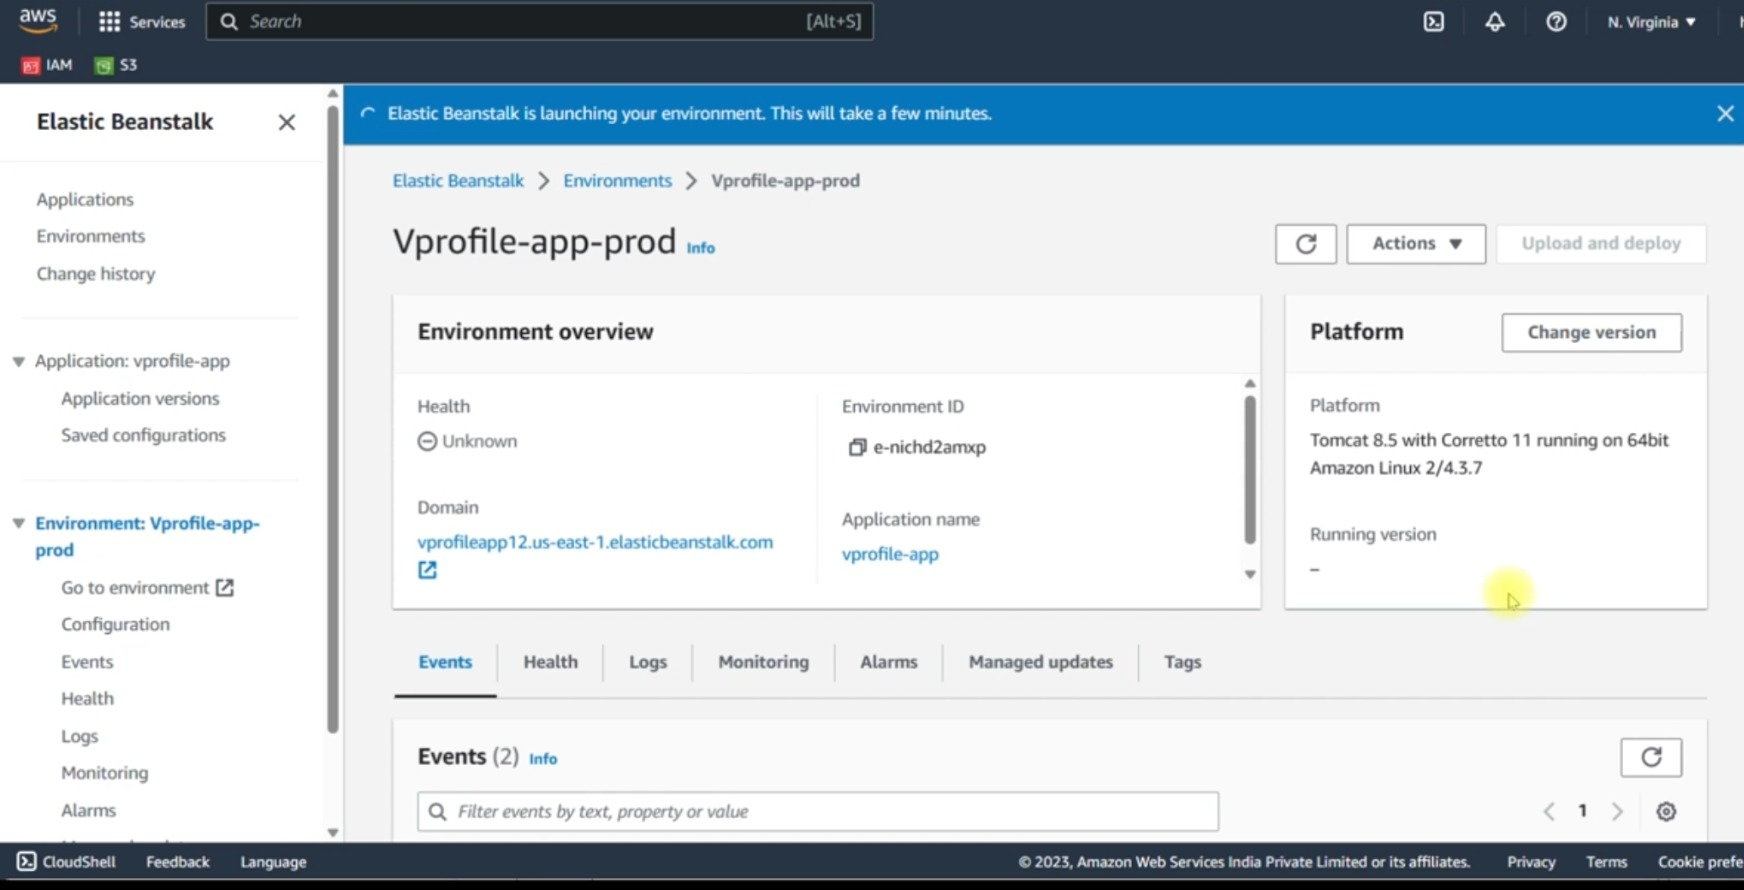 aws
Services
Search
[Alt+S]
N. Virginia
IAM
S3
Elastic Beanstalk
Applications
Environments
Change history
Application: vprofile-app
Application versions
Saved configurations
Environment: Vprofile-app-
prod
Go to environment
Configuration
Events
Health
Logs
Monitoring
Alarms
Elastic Beanstalk is launching your environment. This will take a few minutes.
Elastic Beanstalk
Environments
Vprofile-app-prod
Vprofile-app-prod Info
Actions
Upload and deploy
Environment overview
Health
Unknown
Domain
vprofileapp12.us-east-1.elasticbeanstalk.com
Environment ID
e-nichd2amxp
Application name
vprofile-app
Platform
Change version
Platform
Tomcat 8.5 with Corretto 11 running on 64bit
Amazon Linux 2/4.3.7
Running version
–
Events
Health
Logs
Monitoring
Alarms
Managed updates
Tags
Events (2) Info
Filter events by text, property or value
1
CloudShell
Feedback
Language
© 2023, Amazon Web Services India Private Limited or its affiliates.
Privacy
Terms
Cookie prefe